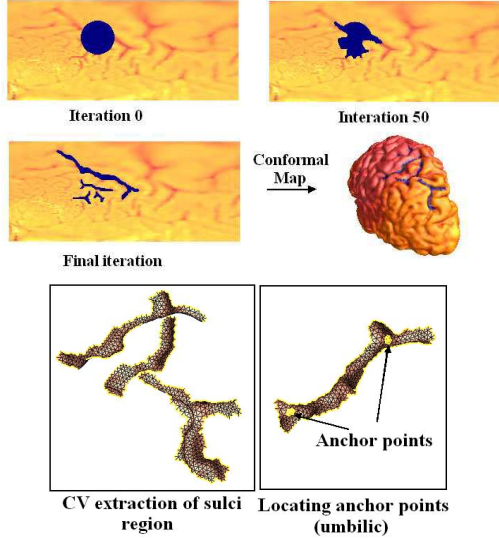 Iteration 0
Interation 50
Conformal
Map
Final iteration
Anchor points
CV extraction of sulci
region
Locating anchor points
(umbilic)